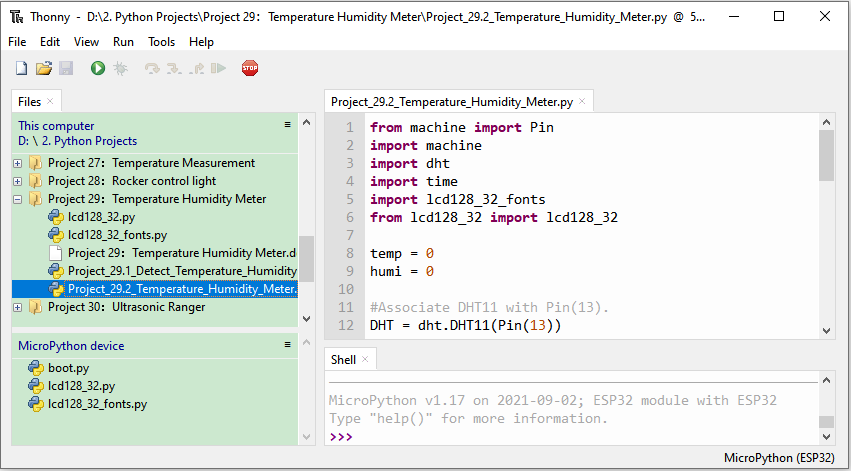 Thonny - D:\2. Python Projects\Project 29：Temperature Humidity Meter\Project_29.2_Temperature_Humidity_Meter.py @ 5...
File Edit View Run Tools Help
STOP
Files
This computer
D: \ 2. Python Projects
Project 27：Temperature Measurement
Project 28：Rocker control light
Project 29：Temperature Humidity Meter
lcd128_32.py
lcd128_32_fonts.py
Project 29：Temperature Humidity Meter.d
Project_29.1_Detect_Temperature_Humidity
Project_29.2_Temperature_Humidity_Meter.
Project 30：Ultrasonic Ranger
MicroPython device
boot.py
lcd128_32.py
lcd128_32_fonts.py
Project_29.2_Temperature_Humidity_Meter.py
1 from machine import Pin
2 import machine
3 import dht
4 import time
5 import lcd128_32_fonts
6 from lcd128_32 import lcd128_32
7
8 temp = 0
9 humi = 0
10
11 #Associate DHT11 with Pin(13).
12 DHT = dht.DHT11(Pin(13))
Shell
MicroPython v1.17 on 2021-09-02; ESP32 module with ESP32
Type "help()" for more information.
>>>
MicroPython (ESP32)